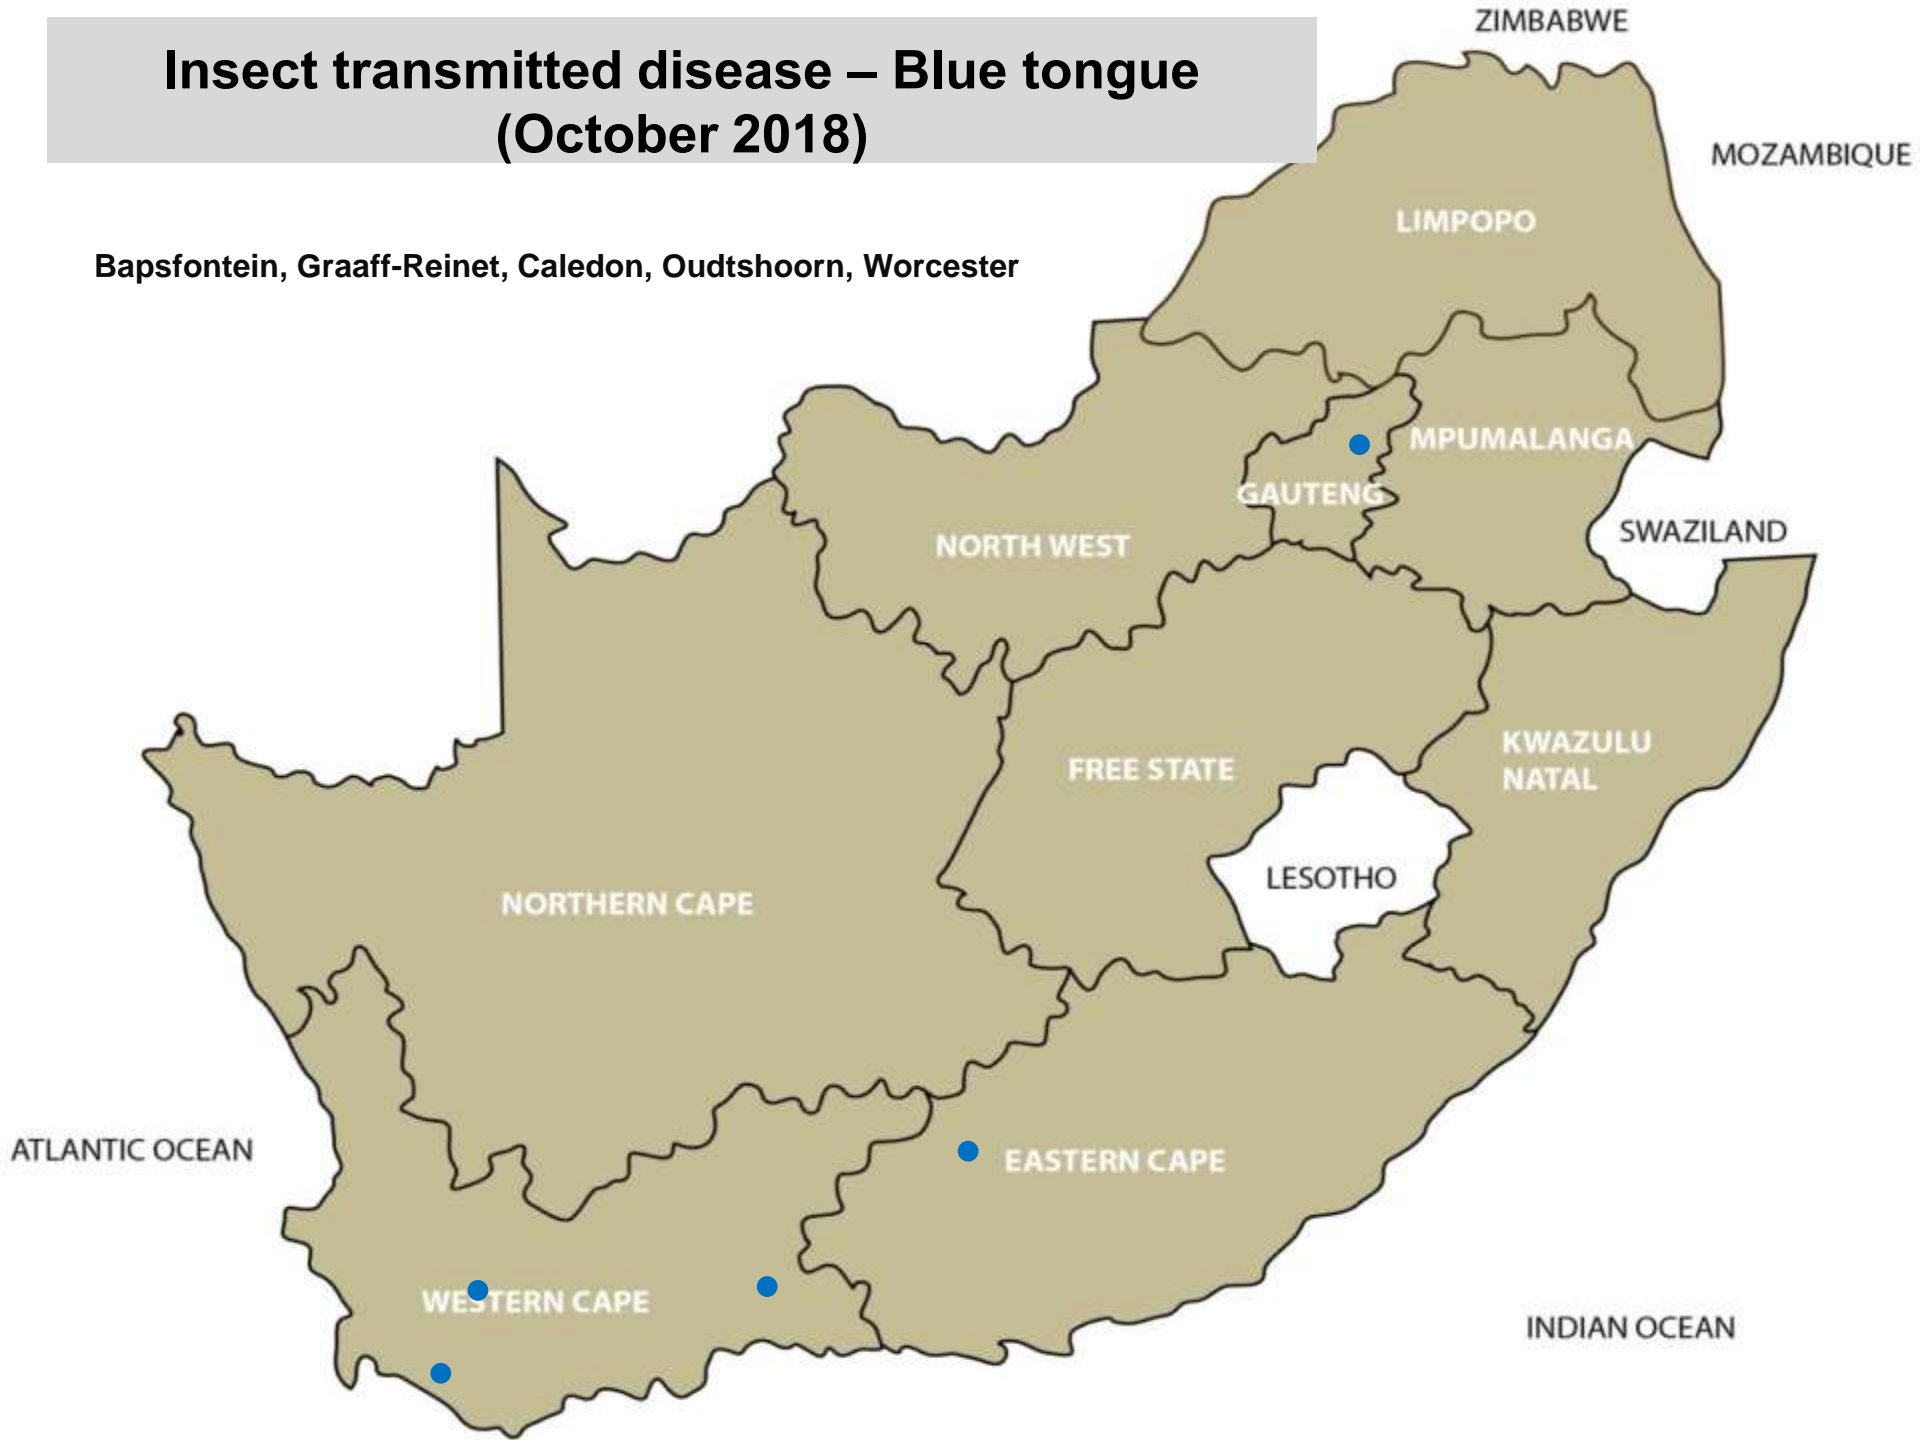 ZIMBABWE
Insect transmitted disease – Blue tongue
(October 2018)
MOZAMBIQUE
LIMPOPO
Bapsfontein, Graaff-Reinet, Caledon, Oudtshoorn, Worcester
MPUMALANGA
GAUTENG
SWAZILAND
NORTH WEST
KWAZULU
NATAL
FREE STATE
LESOTHO
NORTHERN CAPE
ATLANTIC OCEAN
EASTERN CAPE
WESTERN CAPE
INDIAN OCEAN